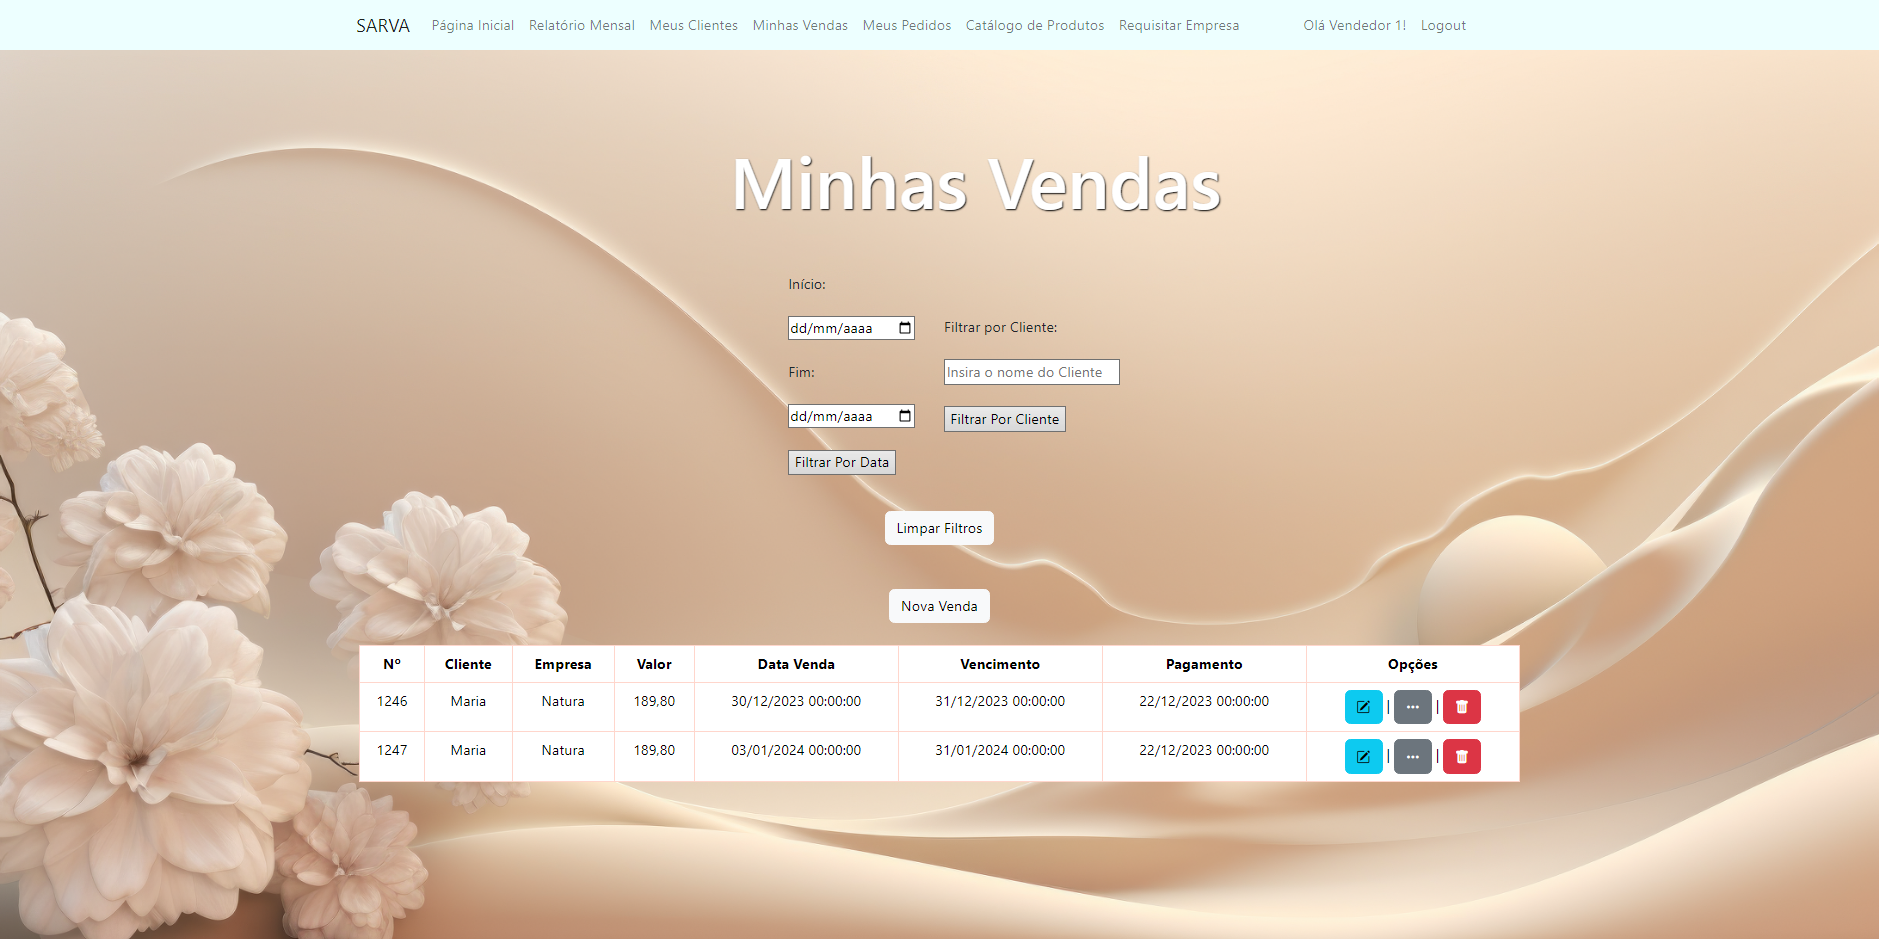 SARVA Página Inicial Relatório Mensal Meus Clientes Minhas Vendas Meus Pedidos Catálogo de Produtos Requisitar Empresa Olá Vendedor 1! Logout
Minhas Vendas
Início:
dd/mm/aaaa
Fim:
dd/mm/aaaa
Filtrar Por Data
Filtrar por Cliente:
Insira o nome do Cliente
Filtrar Por Cliente
Limpar Filtros
Nova Venda
Nº Cliente Empresa Valor Data Venda Vencimento Pagamento Opções
1246 Maria Natura 189,80 30/12/2023 00:00:00 31/12/2023 00:00:00 22/12/2023 00:00:00 | |
1247 Maria Natura 189,80 03/01/2024 00:00:00 31/01/2024 00:00:00 22/12/2023 00:00:00 | |